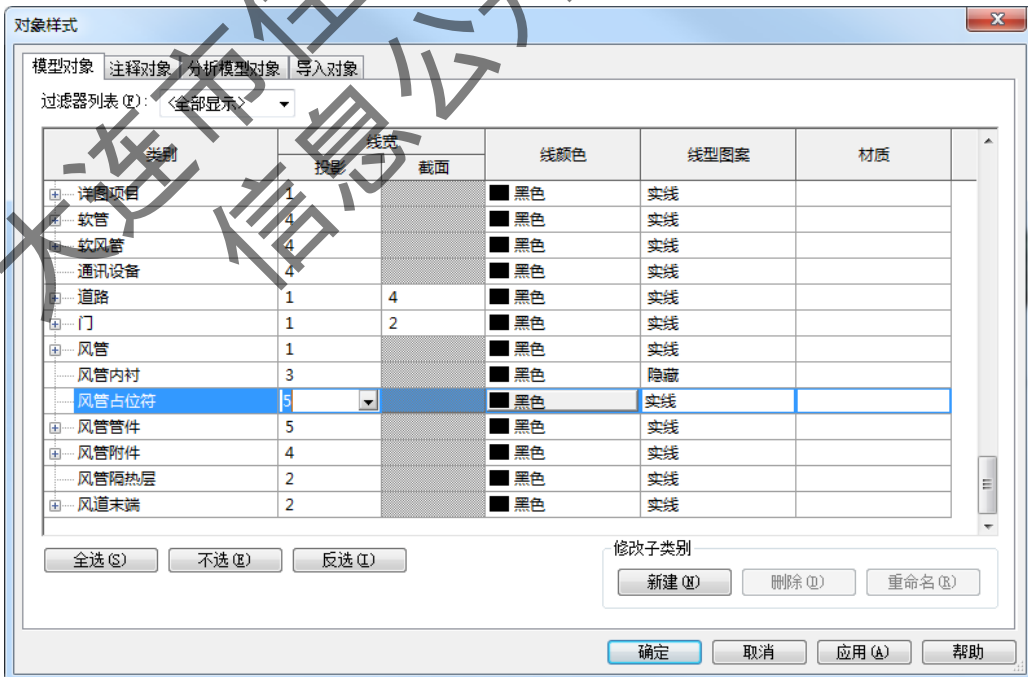 对象样式
模型对象 注释对象 分析模型对象 导入对象
过滤器列表(F): <全部显示>
类别 线宽 线颜色 线型图案 材质
投影 截面
详图项目 1 黑色 实线
软管 4 黑色 实线
软风管 4 黑色 实线
通讯设备 4 黑色 实线
道路 1 4 黑色 实线
门 1 2 黑色 实线
风管 1 黑色 实线
风管内衬 3 黑色 隐藏
风管占位符 5 黑色 实线
风管管件 5 黑色 实线
风管附件 4 黑色 实线
风管隔热层 2 黑色 实线
风道末端 2 黑色 实线
全选(S) 不选(E) 反选(I)
修改子类别
新建(N) 删除(D) 重命名(R)
确定 取消 应用(A) 帮助
大连市住
信息公开